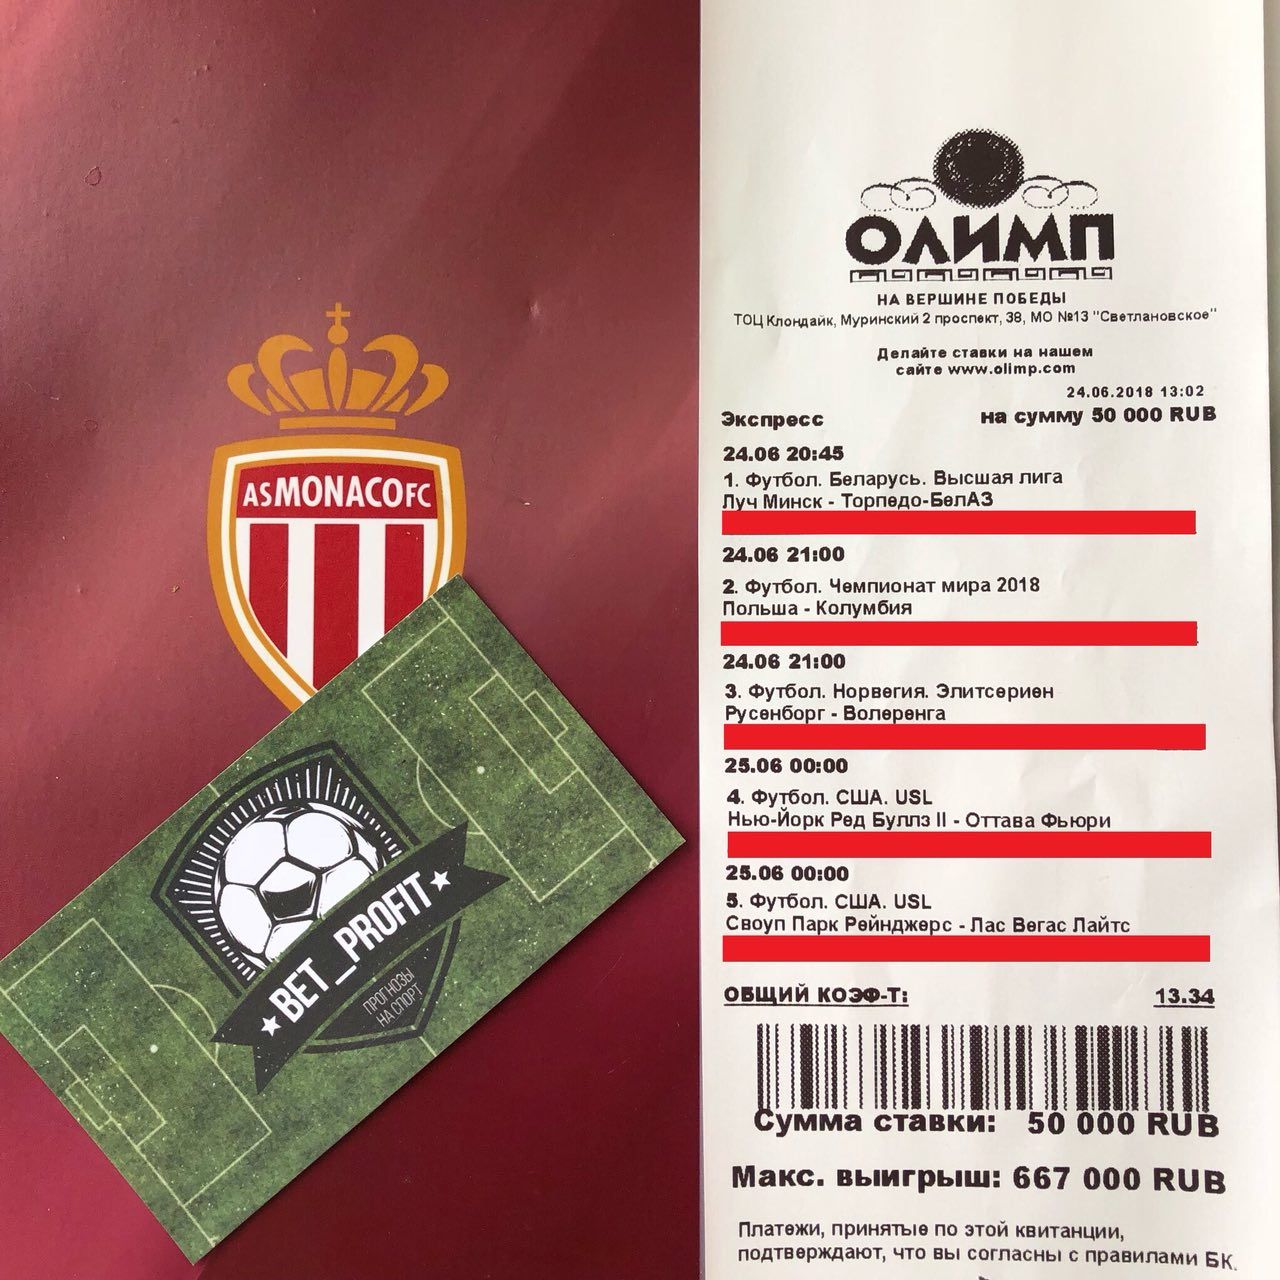 ASMONACOFC
BET_PROFIT
ПРОГНОЗЫ
НА СПОРТ
ОЛИМП
НА ВЕРШИНЕ ПОБЕДЫ
ТОЦ Клондайк, Муринский 2 проспект, 38, МО №13 "Светлановское"
Делайте ставки на нашем
сайте www.olimp.com
24.06.2018 13:02
Экспресс на сумму 50 000 RUB
24.06 20:45
1. Футбол. Беларусь. Высшая лига
Луч Минск - Торпедо-БелАЗ
24.06 21:00
2. Футбол. Чемпионат мира 2018
Польша - Колумбия
24.06 21:00
3. Футбол. Норвегия. Элитсериен
Русенборг - Волеренга
25.06 00:00
4. Футбол. США. USL
Нью-Йорк Ред Буллз II - Оттава Фьюри
25.06 00:00
5. Футбол. США. USL
Своуп Парк Рейнджерс - Лас Вегас Лайтс
ОБЩИЙ КОЭФ-Т: 13.34
Сумма ставки: 50 000 RUB
Макс. выигрыш: 667 000 RUB
Платежи, принятые по этой квитанции,
подтверждают, что вы согласны с правилами БК.